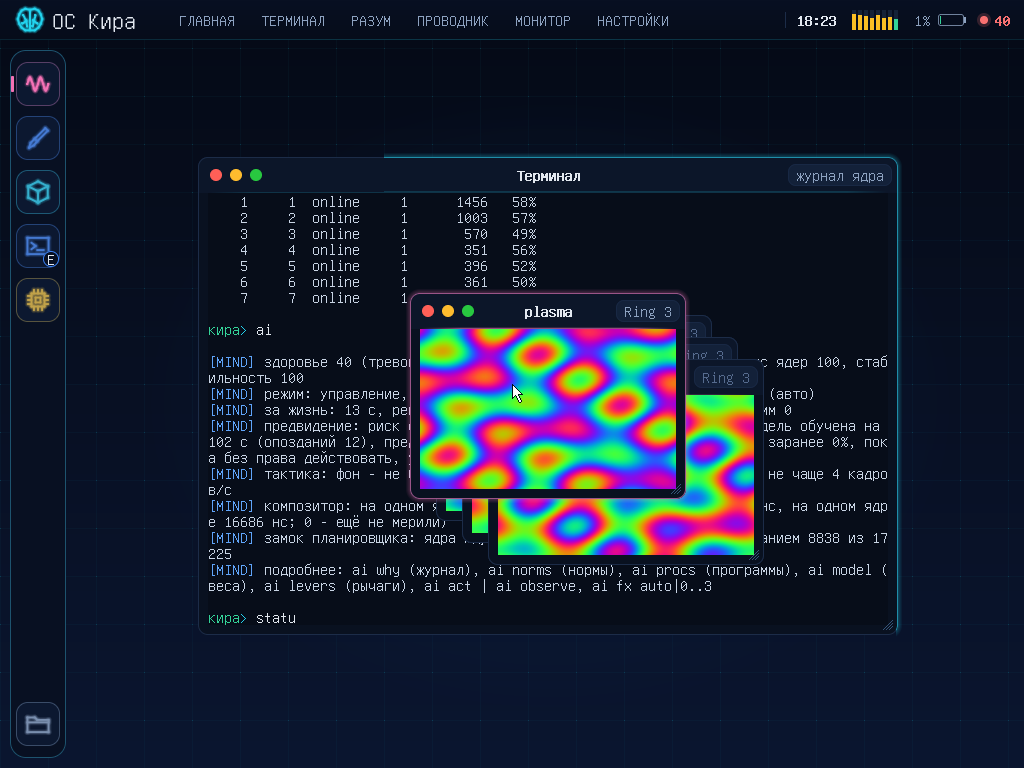 ОС Кира
ГЛАВНАЯ ТЕРМИНАЛ РАЗУМ ПРОВОДНИК МОНИТОР НАСТРОЙКИ
18:23 1% 40
Терминал
журнал ядра
1 1 online 1 1456 58%
2 2 online 1 1003 57%
3 3 online 1 570 49%
4 4 online 1 351 56%
5 5 online 1 396 52%
6 6 online 1 361 50%
7 7 online 1
кира> ai
plasma
Ring 3
3
ing 3
Ring 3
[MIND] здоровье 40 ядер 100, стаб
ильность 100
[MIND] режим: управление, (авто)
[MIND] за жизнь: 13 с, 0
[MIND] предвидение: риск обучена на
102 с (опозданий 12), заранее 0%, пок
а без права действовать,
[MIND] тактика: фон - не не чаще 4 кадро
в/с
[MIND] композитор: на одном нс, на одном ядр
е 16686 нс; 0 - ещё не мерили)
[MIND] замок планировщика: ядра 8838 из 17
225
[MIND] подробнее: ai why (журнал), ai norms (нормы), ai procs (программы), ai model (
веса), ai levers (рычаги), ai act | ai observe, ai fx auto|0..3
кира> statu
E